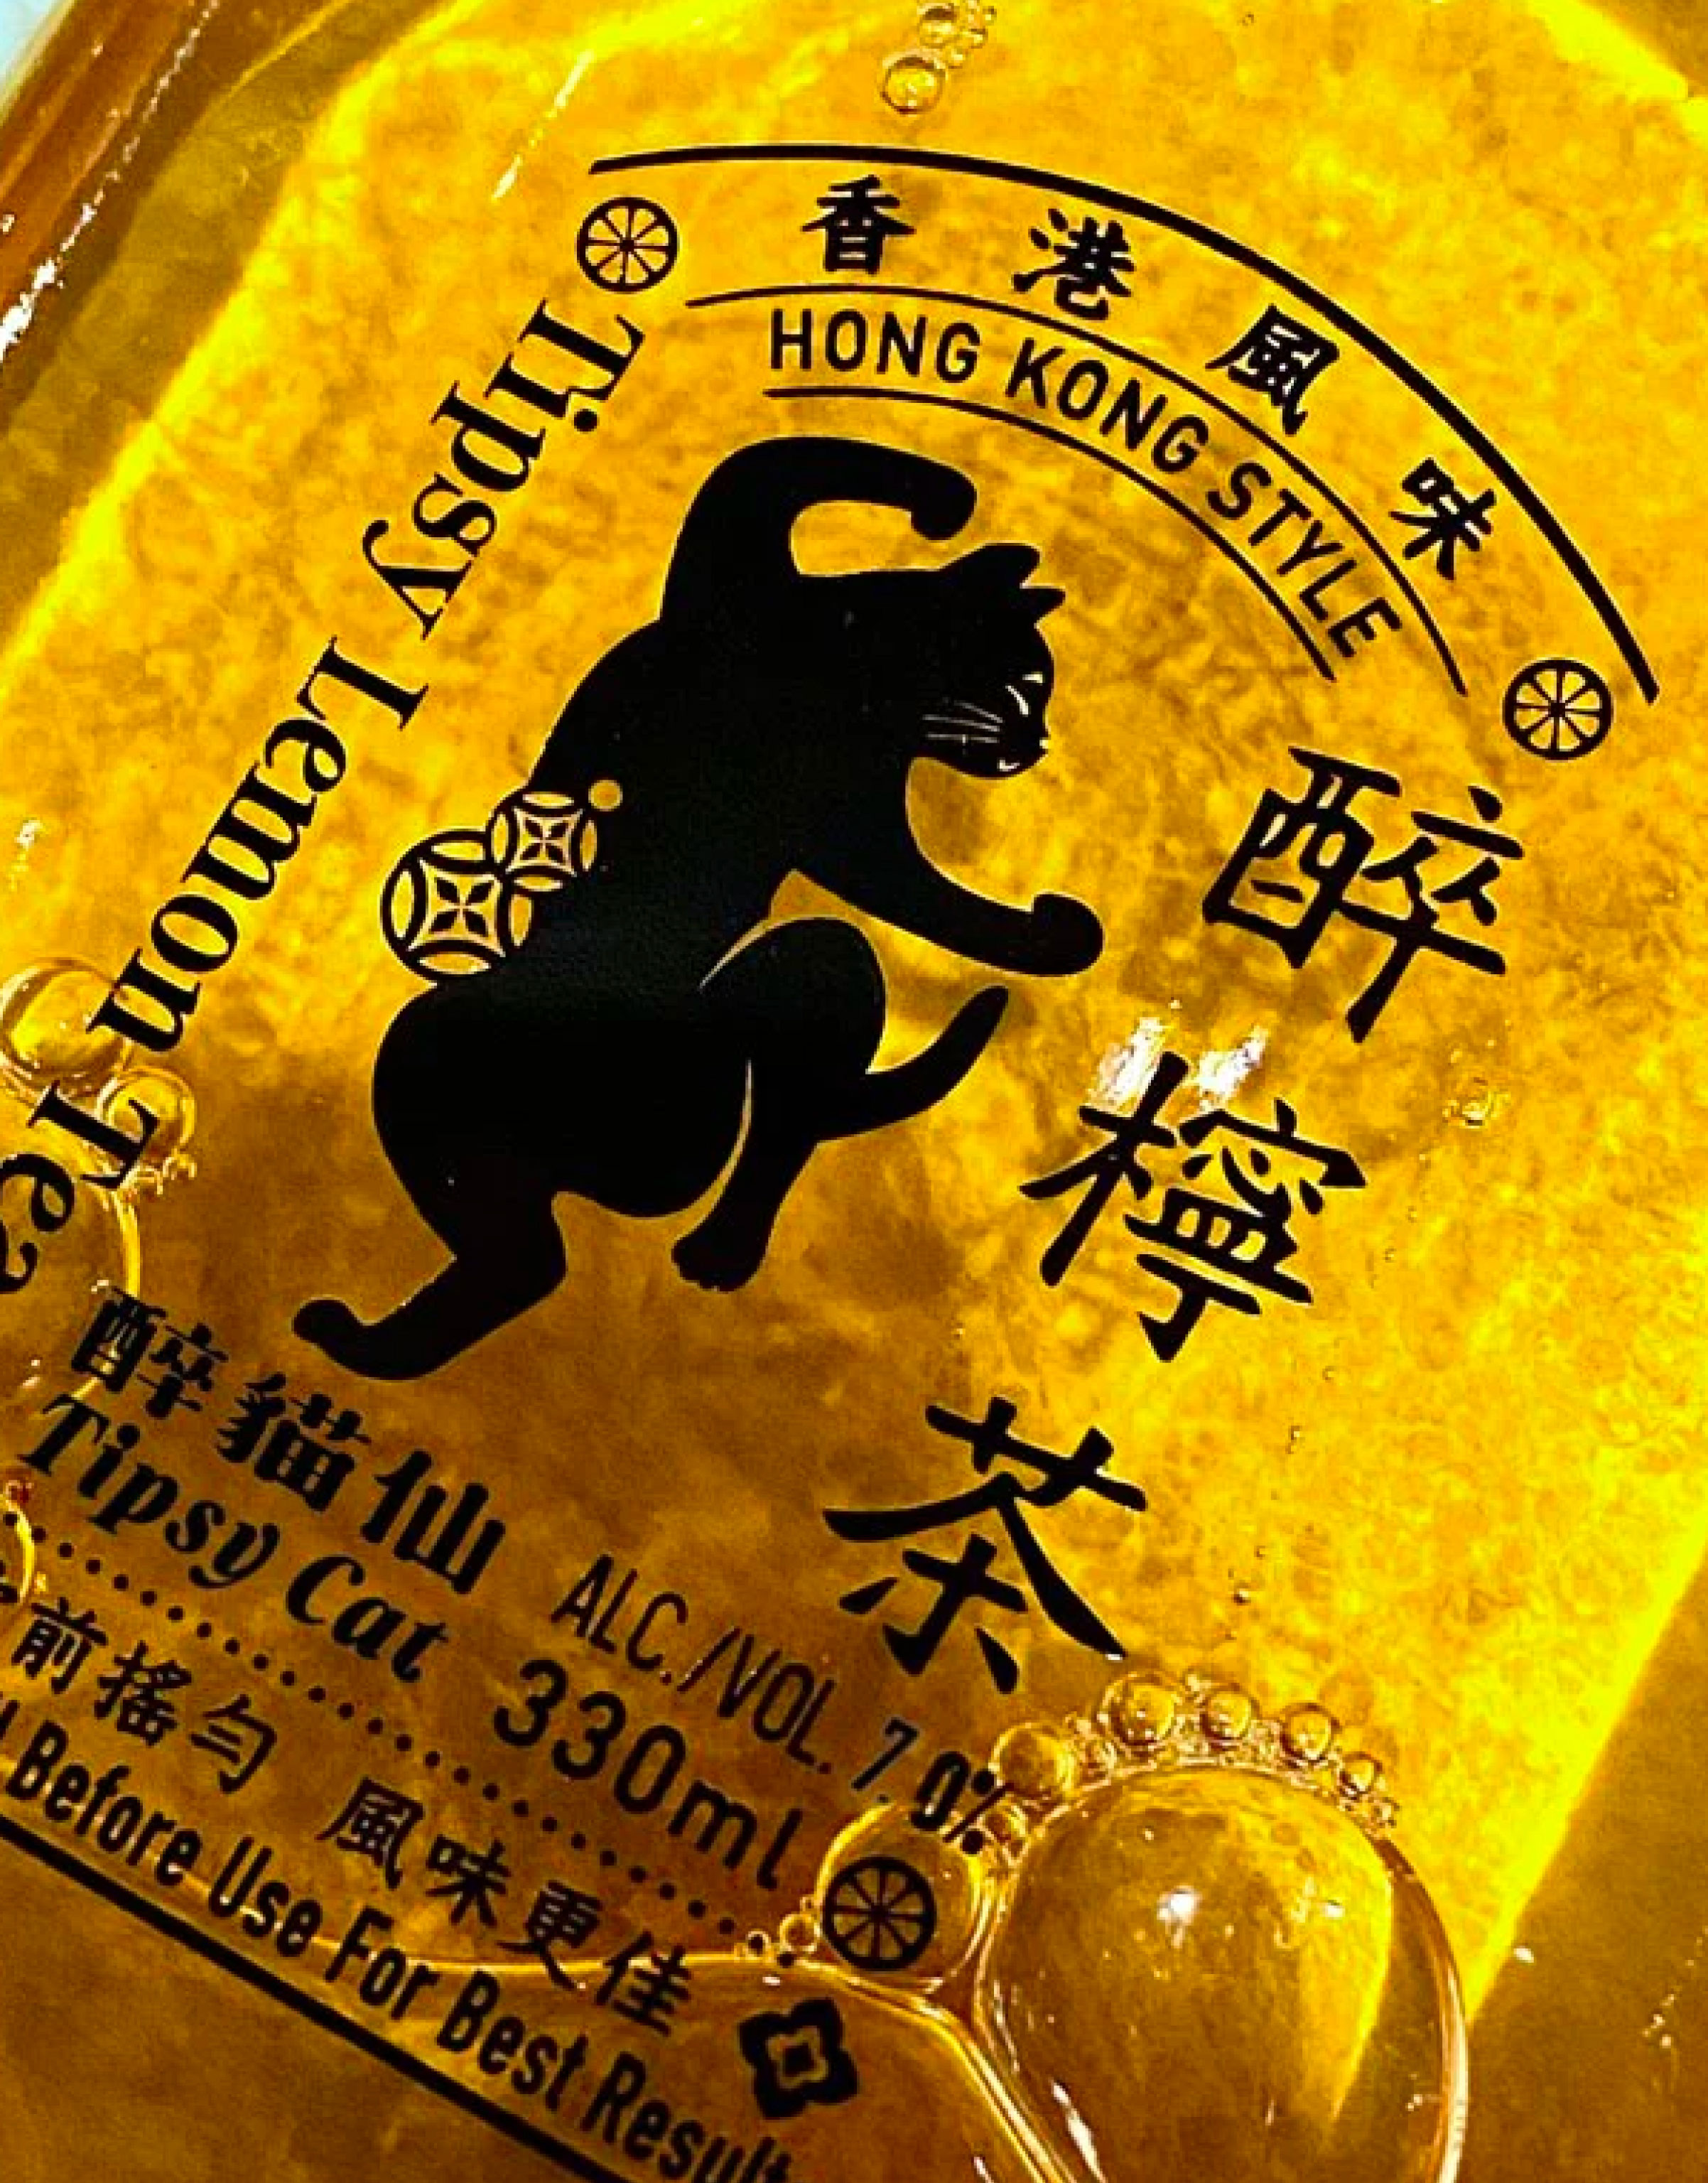 香港風味
HONG KONG STYLE
Tipsy Lemon Tea
醉檸茶
醉貓仙
Tipsy Cat
ALC./VOL. 7.0%
330ml
前搖勻 風味更佳
Before Use For Best Result